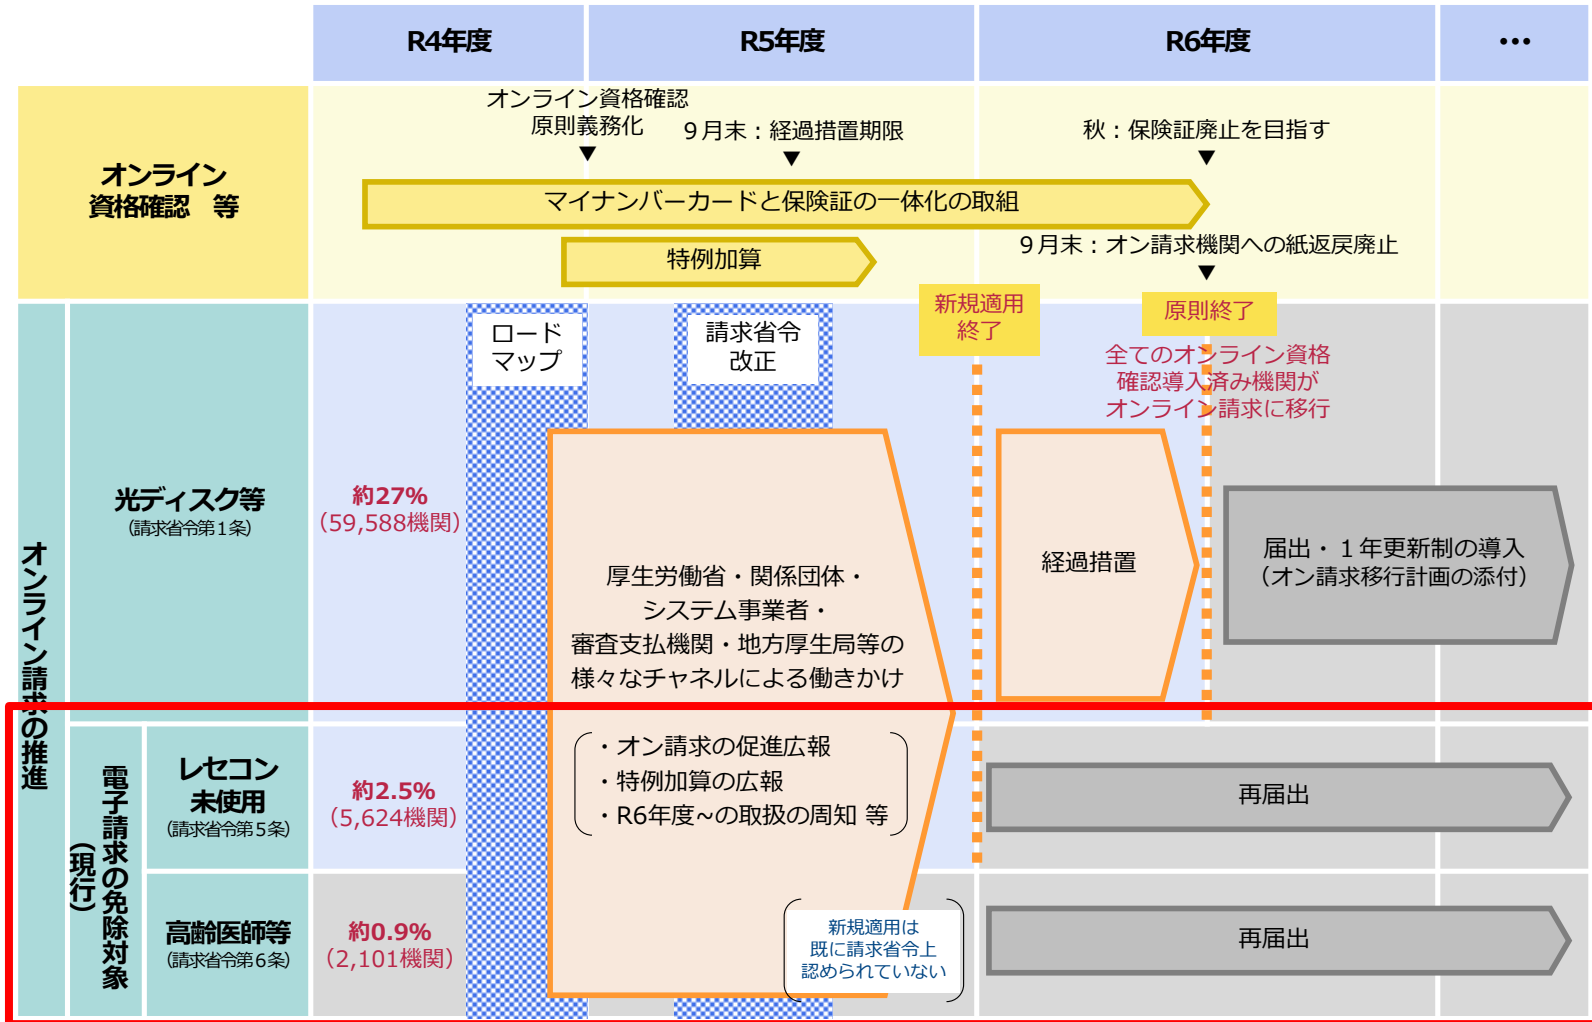 R4年度
R5年度
R6年度
…
オンライン
資格確認　等
オンライン資格確認
原則義務化
９月末：経過措置期限
秋：保険証廃止を目指す
マイナンバーカードと保険証の一体化の取組
特例加算
９月末：オン請求機関への紙返戻廃止
オンライン請求の推進
ロード
マップ
請求省令
改正
新規適用
終了
原則終了
全てのオンライン資格
確認導入済み機関が
オンライン請求に移行
光ディスク等
（請求省令第１条）
約27%
（59,588機関）
厚生労働省・関係団体・
システム事業者・
審査支払機関・地方厚生局等の
様々なチャネルによる働きかけ
経過措置
届出・１年更新制の導入
（オン請求移行計画の添付）
電子請求の免除対象
（現行）
レセコン
未使用
（請求省令第５条）
約2.5%
（5,624機関）
・オン請求の促進広報
・特例加算の広報
・R6年度~の取扱の周知 等
再届出
高齢医師等
（請求省令第６条）
約0.9%
（2,101機関）
新規適用は
既に請求省令上
認められていない
再届出